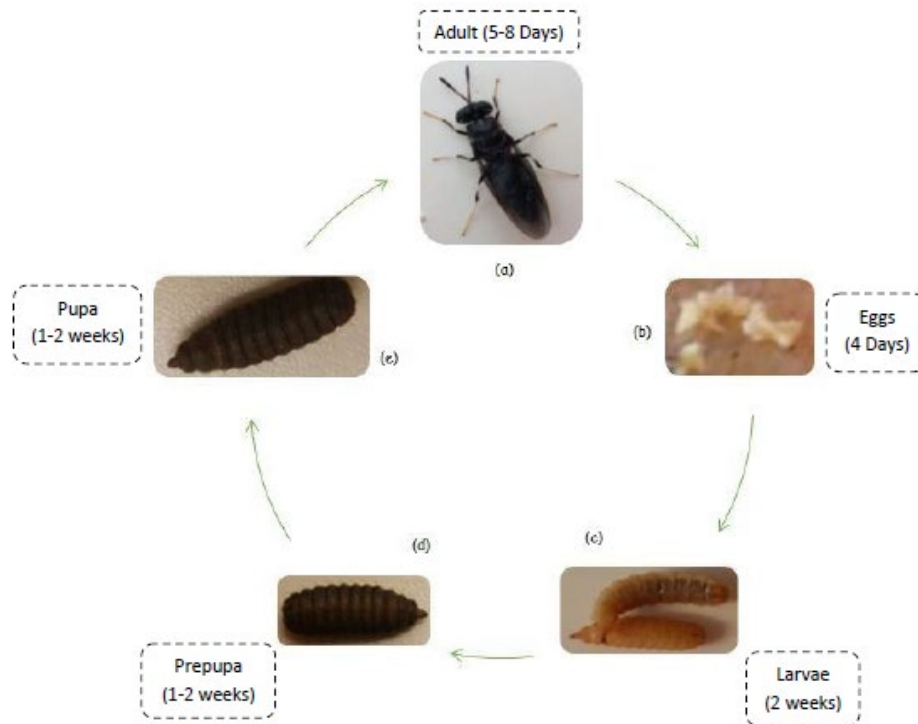 Adult (5-8 Days)
(a)
Pupa
(1-2 weeks)
(e)
(b)
Eggs
(4 Days)
(d)
(c)
Prepupa
(1-2 weeks)
Larvae
(2 weeks)